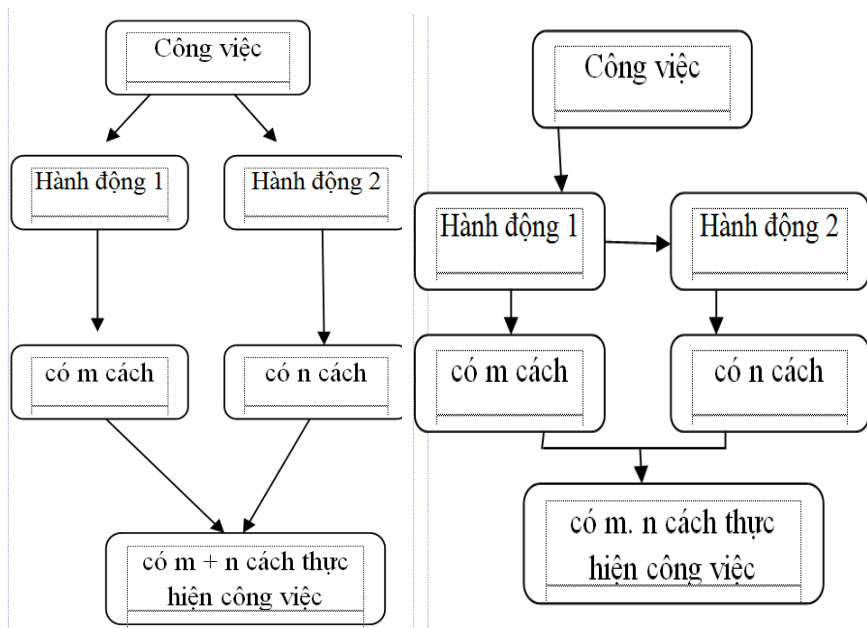 Công việc
Hành động 1
Hành động 2
có m cách
có n cách
có m + n cách thực
hiện công việc
Công việc
Hành động 1
Hành động 2
có m cách
có n cách
có m. n cách thực
hiện công việc